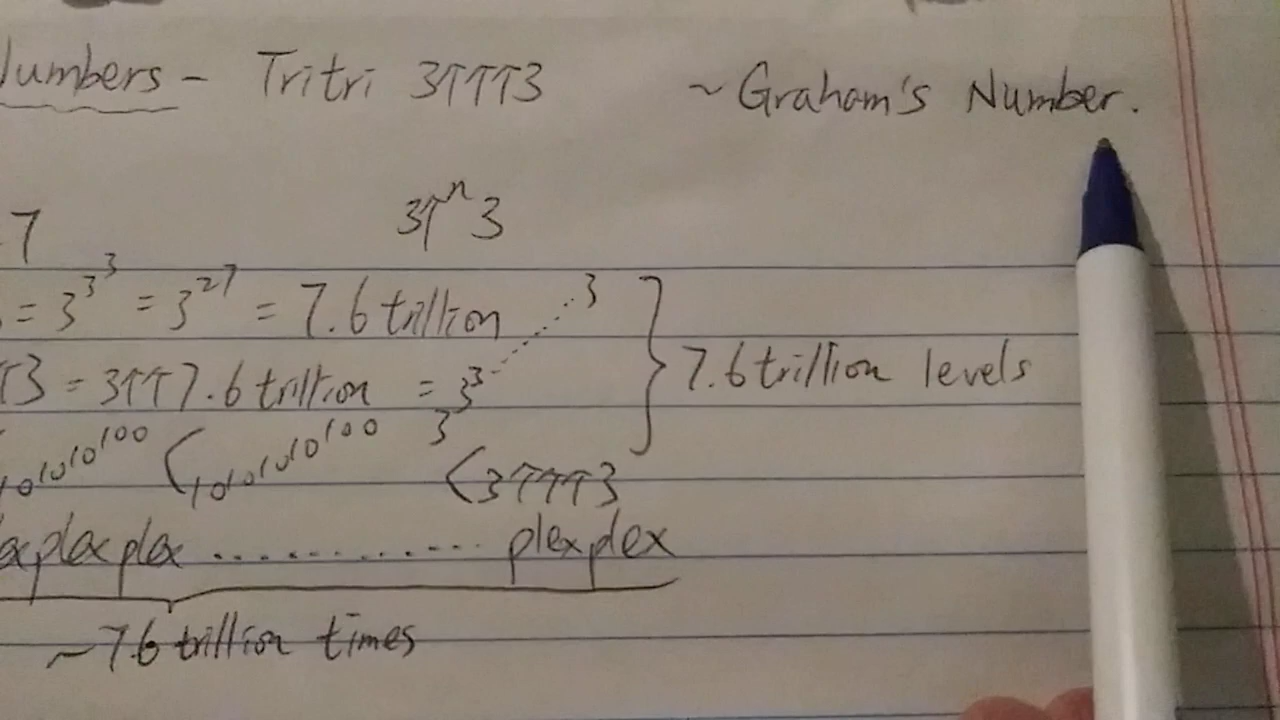 Numbers - Tritri 3↑↑↑3 ~ Graham's Number.
7 3↑ⁿ3
= 3^3^3 = 3^27 = 7.6 trillion
↑3 = 3↑↑7.6 trillion = 3^3^3 ... 3 } 7.6 trillion levels
10^10^10^100 (10^10^10^10^100 <3↑↑↑3
plexplex ............ plexplex
~7.6 trillion times